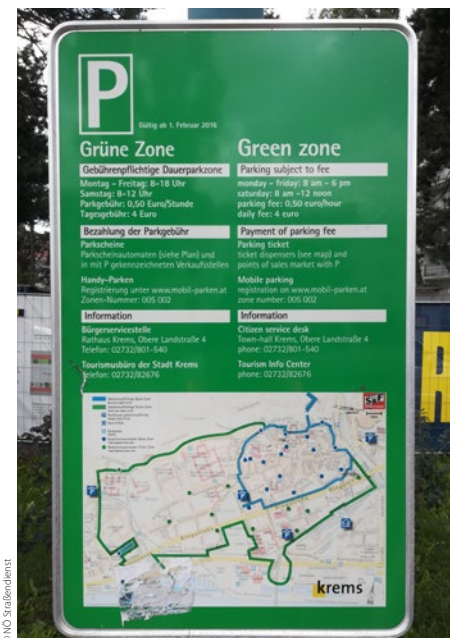 P
Gültig ab 1. Februar 2016
Grüne Zone
Gebührenpflichtige Dauerparkzone
Montag - Freitag: 8-18 Uhr
Samstag: 8-12 Uhr
Parkgebühr: 0,50 Euro/Stunde
Tagesgebühr: 4 Euro
Bezahlung der Parkgebühr
Parkscheine
Parkscheinautomaten (siehe Plan) und
in mit P gekennzeichneten Verkaufsstellen
Handy-Parken
Registrierung unter www.mobil-parken.at
Zonen-Nummer: 005 002
Information
Bürgerservicestelle
Rathaus Krems, Obere Landstraße 4
Telefon: 02732/801-540
Tourismusbüro der Stadt Krems
Telefon: 02732/82676
Green zone
Parking subject to fee
monday - friday: 8 am - 6 pm
saturday: 8 am -12 noon
parking fee: 0,50 euro/hour
daily fee: 4 euro
Payment of parking fee
Parking ticket
ticket dispensers (see map) and
points of sales market with P
Mobile parking
registration on www.mobil-parken.at
zone number: 005 002
Information
Citizen service desk
Town-hall Krems, Obere Landstraße 4
phone: 02732/801-540
Tourism Info Center
phone: 02732/82676
krems
NÖ Straßendienst